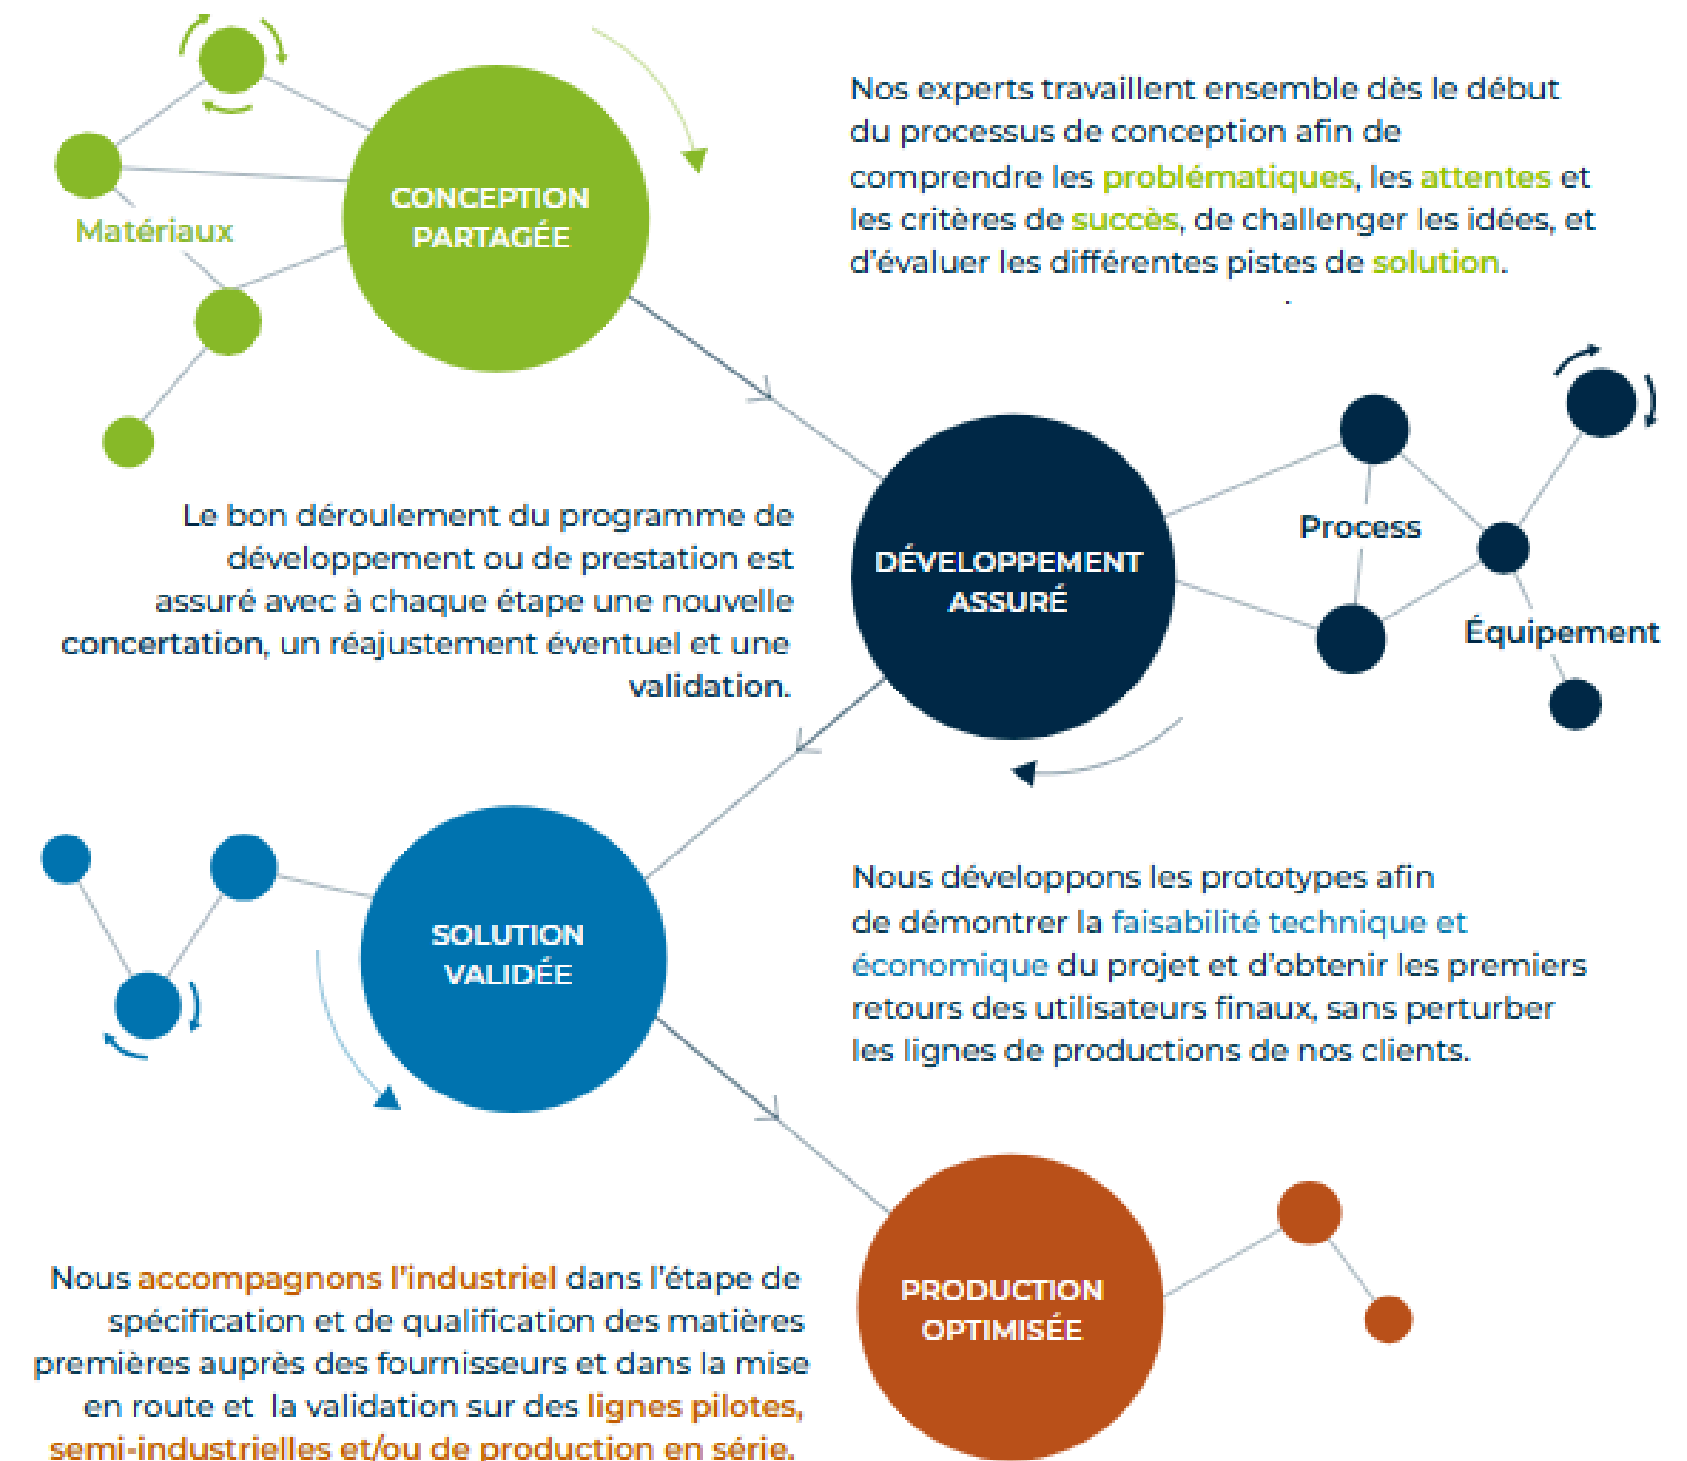 CONCEPTION
PARTAGÉE
Matériaux
Nos experts travaillent ensemble dès le début
du processus de conception afin de
comprendre les problématiques, les attentes et
les critères de succès, de challenger les idées, et
d'évaluer les différentes pistes de solution.
.
DÉVELOPPEMENT
ASSURÉ
Process
Équipement
Le bon déroulement du programme de
développement ou de prestation est
assuré avec à chaque étape une nouvelle
concertation, un réajustement éventuel et une
validation.
SOLUTION
VALIDÉE
Nous développons les prototypes afin
de démontrer la faisabilité technique et
économique du projet et d'obtenir les premiers
retours des utilisateurs finaux, sans perturber
les lignes de productions de nos clients.
PRODUCTION
OPTIMISÉE
Nous accompagnons l'industriel dans l'étape de
spécification et de qualification des matières
premières auprès des fournisseurs et dans la mise
en route et la validation sur des lignes pilotes,
semi-industrielles et/ou de production en série.